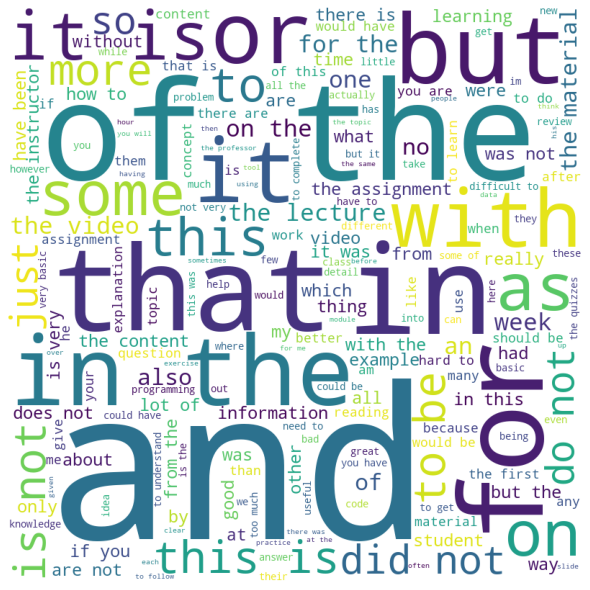 it
so
is
or
but
content
without
while
that is
there is
would have
for the
time
little
learning
get
new
more
how to
if
have been
the instructor
to
are
of this
problem
all the
there are
one
actually
has
were
you are
im
people
to do
think
his
review
the material
of the
you
hour
you will
then
the professor
having
them
concept
on the
what
but it
the same
no
take
to learn
was not
after
some
it
is
much
using
tool
to complete
the assignment
have to
difficult to
data
with
just
the video
assignment
not very
sometimes
the lecture
this
work
video
few
class
before
it was
detail
different
from
some of
when
really
they
these
that
in
as
very basic
is very
he
explanation
topic
this was
help
would
module
which
thing
into
like
can
use
here
week
the quizzes
in the
over
the content
question
your
where
exercise
for me
my
better
am
with the
example
an
hard to
many
should be
up
had
basic
for
also
programming
out
could be
all
reading
to be
in this
do not
does not
could have
lot of
information
because
would be
being
even
and
is not
give
me
about
to understand
from the
was
is the
than
other
need to
bad
great
you have
of
but the
the first
any
only
knowledge
given
idea
by
good
we
at
clear
too much
useful
code
to get
material
student
on
if you
are not
to follow
each
this is
answer
practice
their
there was
at the
did not
often
way
slide